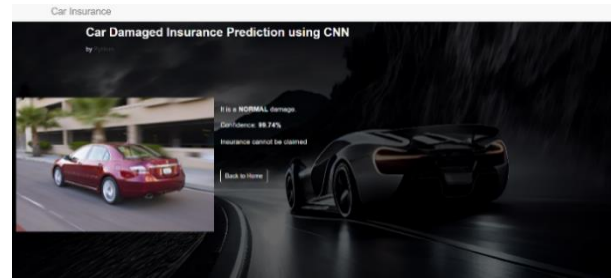 Car Insurance
Car Damaged Insurance Prediction using CNN
by
It is a NORMAL damage.
Confidence: 99.74%
Insurance cannot be claimed
Back to Home